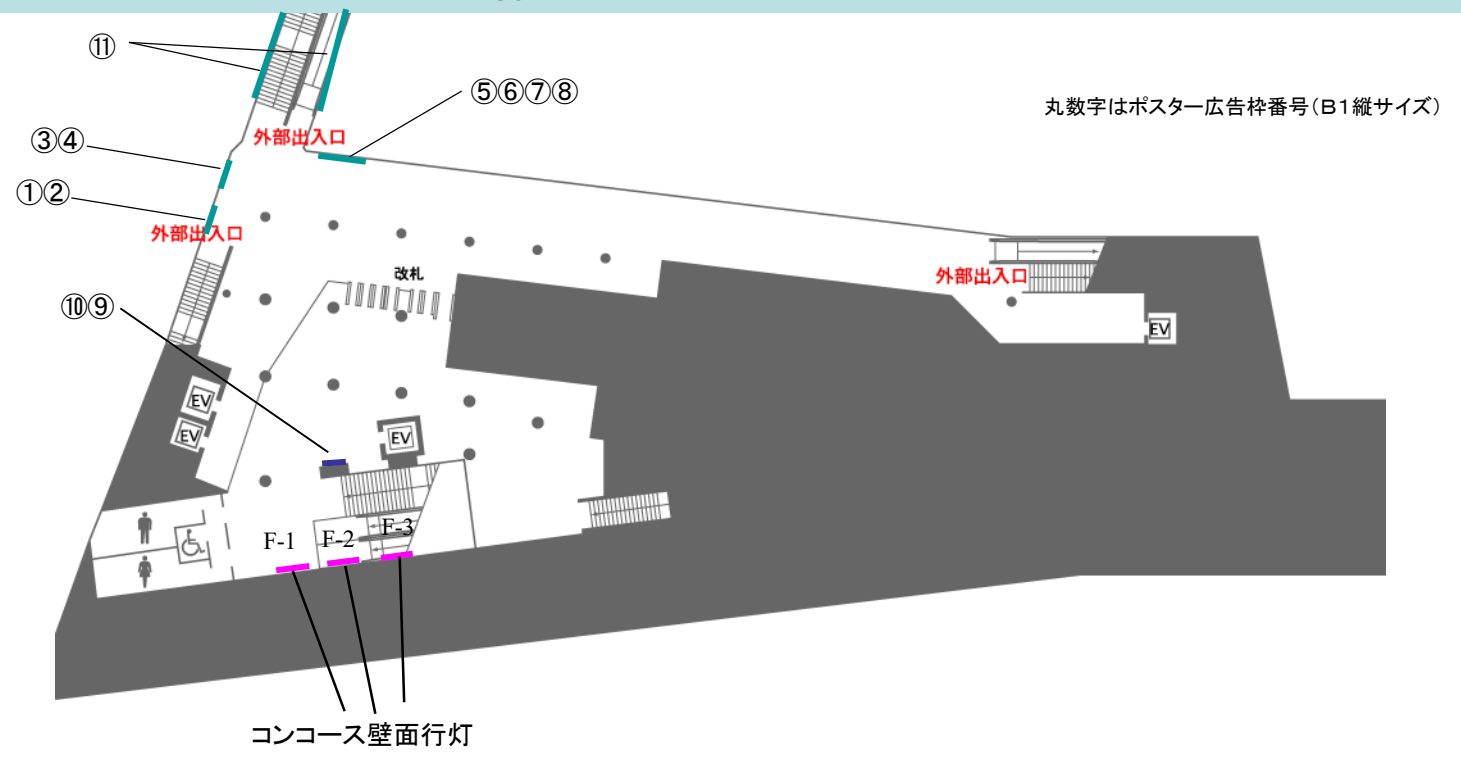 ⑪
⑤⑥⑦⑧
丸数字はポスター広告枠番号(B1縦サイズ)
外部出入口
③④
①②
外部出入口
改札
外部出入口
⑩⑨
EV
EV
EV
EV
F-1
F-2
F-3
コンコース壁面行灯